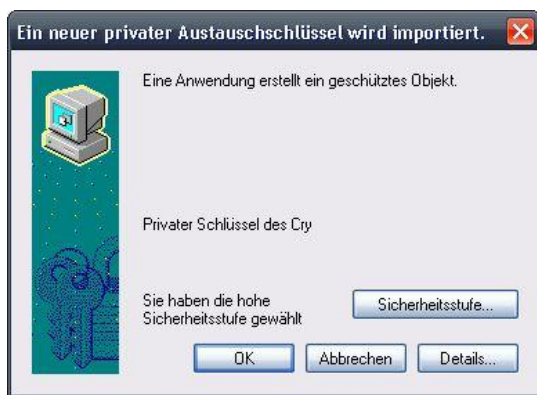 Ein neuer privater Austauschschlüssel wird importiert.
Eine Anwendung erstellt ein geschütztes Objekt.
Privater Schlüssel des Cry
Sie haben die hohe
Sicherheitsstufe gewählt
Sicherheitsstufe...
OK Abbrechen Details...